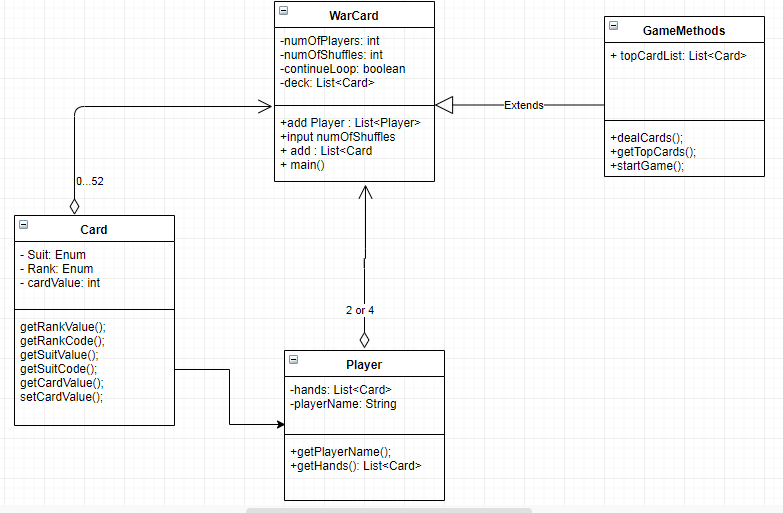 WarCard
-numOfPlayers: int
-numOfShuffles: int
-continueLoop: boolean
-deck: List<Card>
+add Player : List<Player>
+input numOfShuffles
+ add : List<Card
+ main()
GameMethods
+ topCardList: List<Card>
+dealCards();
+getTopCards();
+startGame();
Extends
0...52
Card
- Suit: Enum
- Rank: Enum
- cardValue: int
getRankValue();
getRankCode();
getSuitValue();
getSuitCode();
getCardValue();
setCardValue();
2 or 4
Player
-hands: List<Card>
-playerName: String
+getPlayerName();
+getHands(): List<Card>